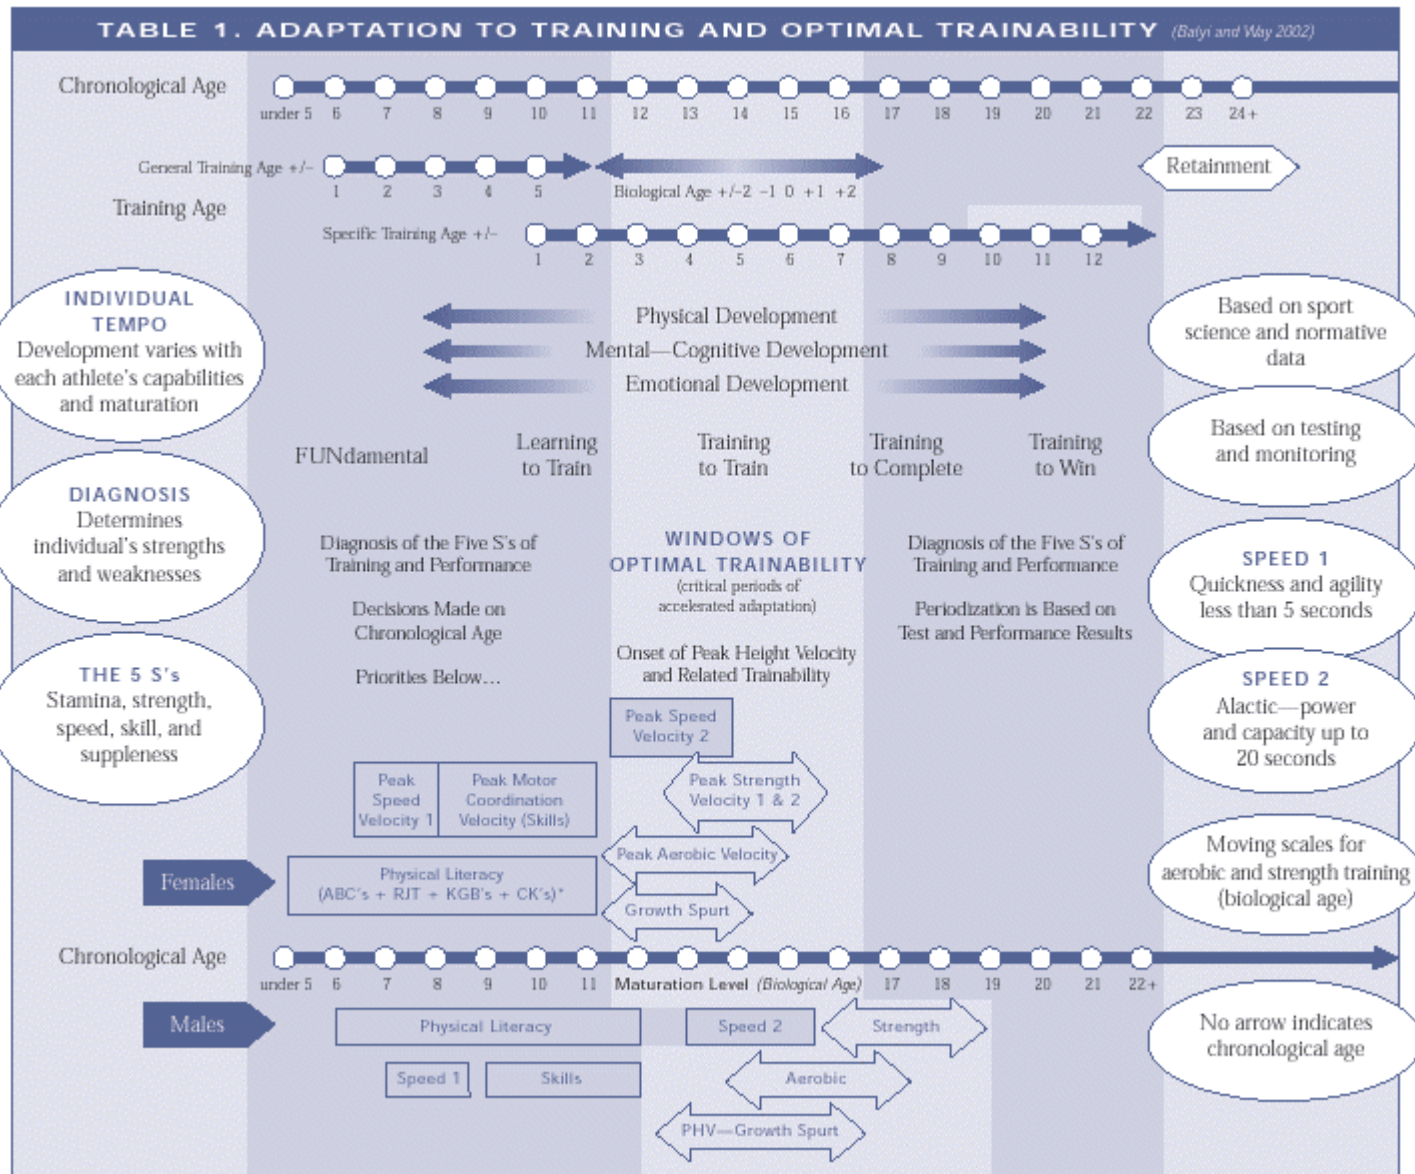 TABLE 1. ADAPTATION TO TRAINING AND OPTIMAL TRAINABILITY (Balyi and Way 2002)
Chronological Age
under 5 6 7 8 9 10 11 12 13 14 15 16 17 18 19 20 21 22 23 24+
General Training Age +/–
1 2 3 4 5
Biological Age +/-2 -1 0 +1 +2
Retainment
Training Age
Specific Training Age +/–
1 2 3 4 5 6 7 8 9 10 11 12
INDIVIDUAL
TEMPO
Development varies with
each athlete's capabilities
and maturation
Physical Development
Mental—Cognitive Development
Emotional Development
Based on sport
science and normative
data
FUNdamental
Learning
to Train
Training
to Train
Training
to Complete
Training
to Win
Based on testing
and monitoring
DIAGNOSIS
Determines
individual's strengths
and weaknesses
Diagnosis of the Five S's of
Training and Performance
Decisions Made on
Chronological Age
Priorities Below...
WINDOWS OF
OPTIMAL TRAINABILITY
(critical periods of
accelerated adaptation)
Onset of Peak Height Velocity
and Related Trainability
Diagnosis of the Five S's of
Training and Performance
Periodization is Based on
Test and Performance Results
SPEED 1
Quickness and agility
less than 5 seconds
THE 5 S's
Stamina, strength,
speed, skill, and
suppleness
SPEED 2
Alactic—power
and capacity up to
20 seconds
Peak Speed
Velocity 2
Peak
Speed
Velocity 1
Peak Motor
Coordination
Velocity (Skills)
Peak Strength
Velocity 1 & 2
Peak Aerobic Velocity
Females
Physical Literacy
(ABC's + RJT + KGB's + CK's)*
Growth Spurt
Moving scales for
aerobic and strength training
(biological age)
Chronological Age
under 5 6 7 8 9 10 11 Maturation Level (Biological Age) 17 18 19 20 21 22+
Males
Physical Literacy
Speed 2
Strength
Speed 1
Skills
Aerobic
PHV—Growth Spurt
No arrow indicates
chronological age